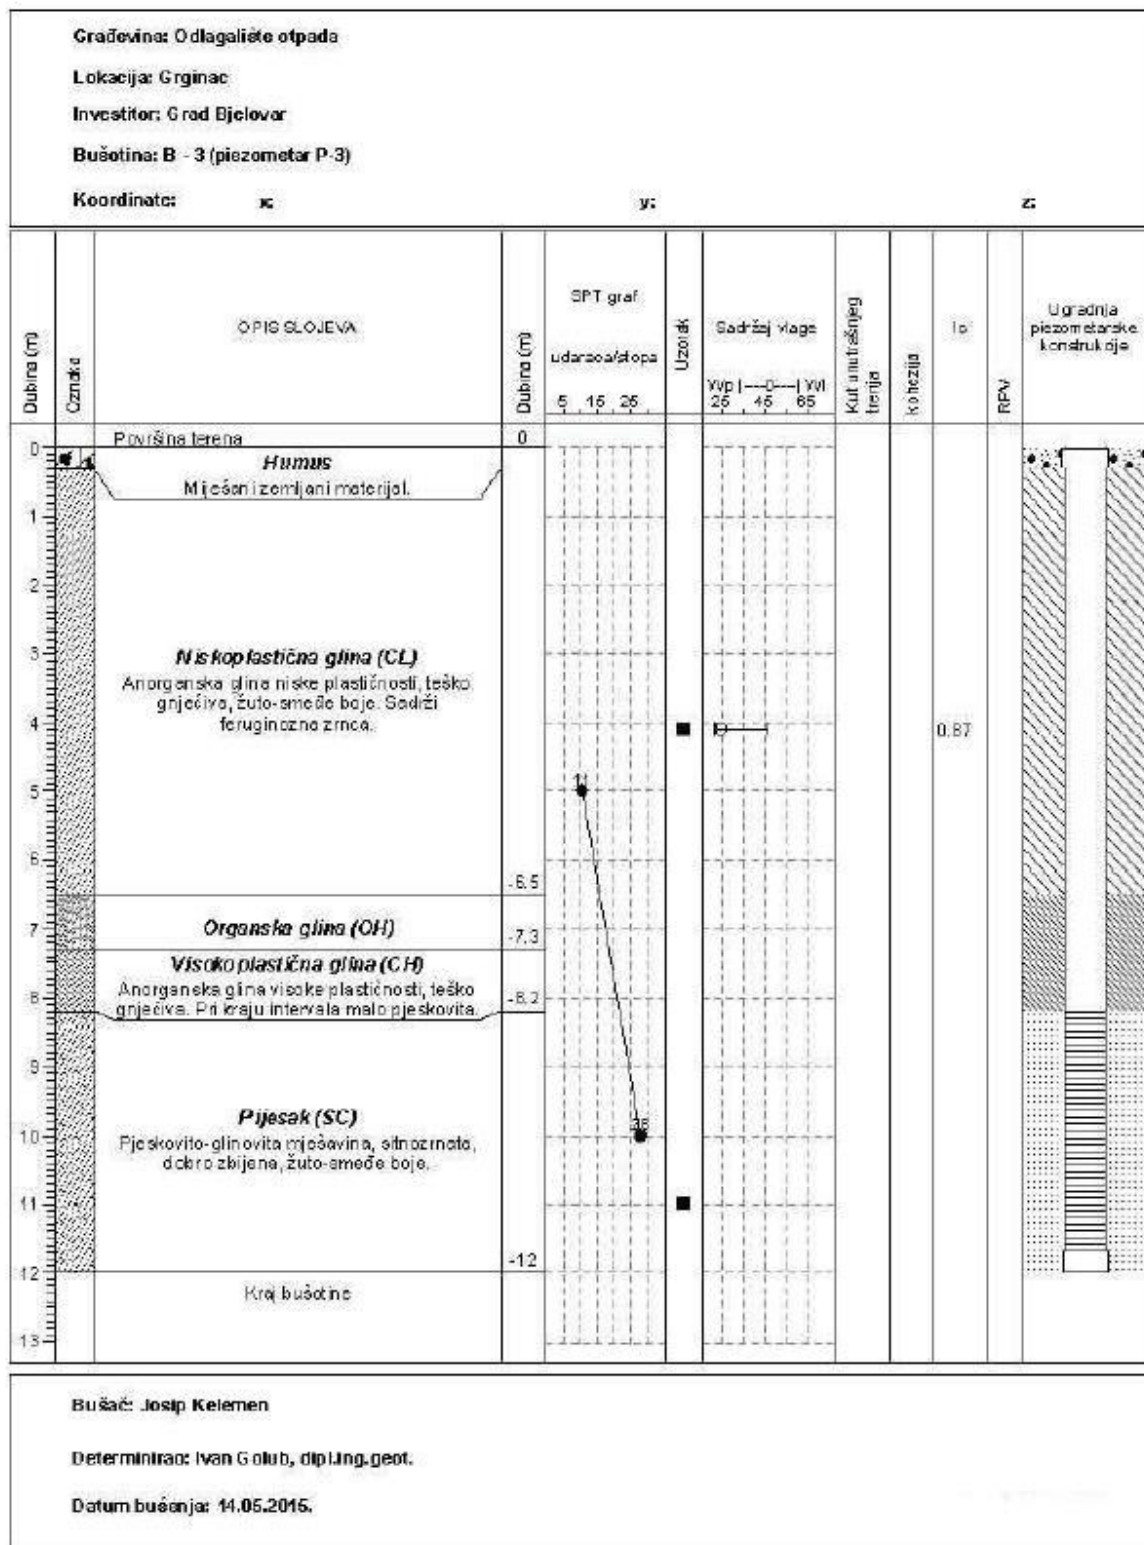 Građevina: Odlagalište otpada
Lokacija: Grginac
Investitor: Grad Bjelovar
Bušotina: B - 3 (piezometar P-3)
Koordinate: x: y: z:
Dubina (m)
Oznaka
OPIS SLOJEVA
Dubina (m)
SPT graf
udaraca/stopa
5 15 25
Uzorak
Sadržaj vlage
Wp |---0---| Wl
25 45 65
Kut unutrašnjeg trenja
kohezija
Ic
RPV
Ugradnja
piezometarske
konstrukcije
0
Površina terena
0
Humus
Miješani zemljani materijal.
1
2
3
Niskoplastična glina (CL)
Anorganska glina niske plastičnosti, teško
gnječiva, žuto-smeđe boje. Sadrži
feruginozna zrnca.
4
0.87
11
5
6
-6.5
Organska glina (OH)
7
-7.3
Visokoplastična glina (CH)
Anorganska glina visoke plastičnosti, teško
gnječiva. Pri kraju intervala malo pjeskovita.
8
-8.2
9
Pijesak (SC)
Pjeskovito-glinovita mješavina, sitnozrnata,
dobro zbijena, žuto-smeđe boje.
10
11
-12
12
Kraj bušotine
13
Bušač: Josip Kelemen
Determinirao: Ivan Golub, dipl.ing.geot.
Datum bušenja: 14.05.2015.